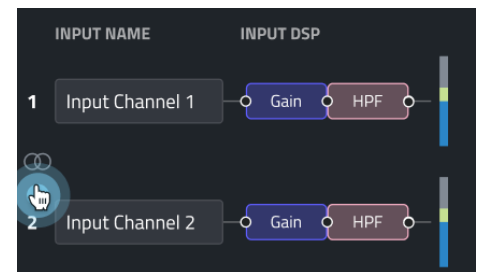 INPUT NAME INPUT DSP
1 Input Channel 1 Gain HPF
2 Input Channel 2 Gain HPF